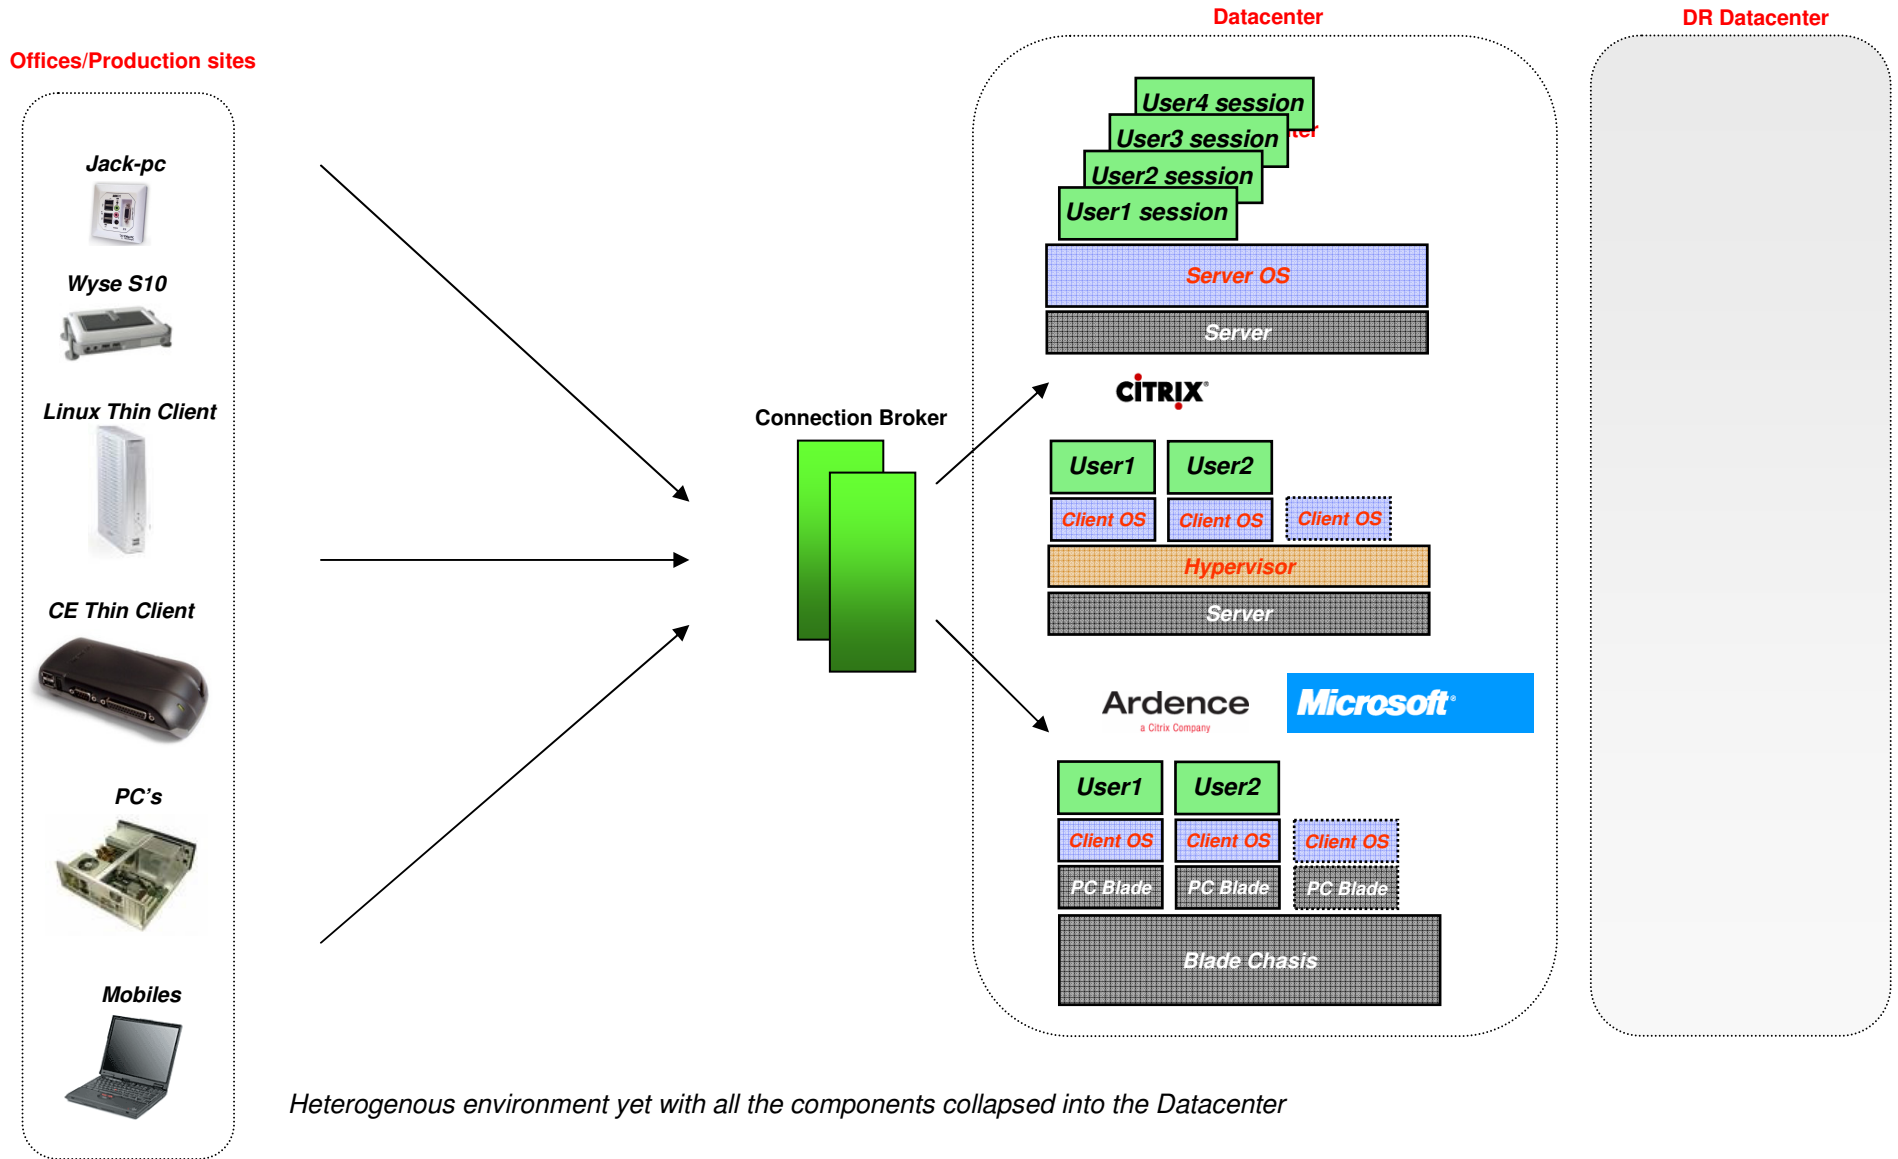 Datacenter
DR Datacenter
Offices/Production sites
Jack-pc
Wyse S10
Linux Thin Client
CE Thin Client
PC's
Mobiles
Connection Broker
User4 session
User3 session
ter
User2 session
User1 session
Server OS
Server
CITRIX®
User1
User2
Client OS
Client OS
Client OS
Hypervisor
Server
Ardence
a Citrix Company
Microsoft®
User1
User2
Client OS
Client OS
Client OS
PC Blade
PC Blade
PC Blade
Blade Chasis
Heterogenous environment yet with all the components collapsed into the Datacenter